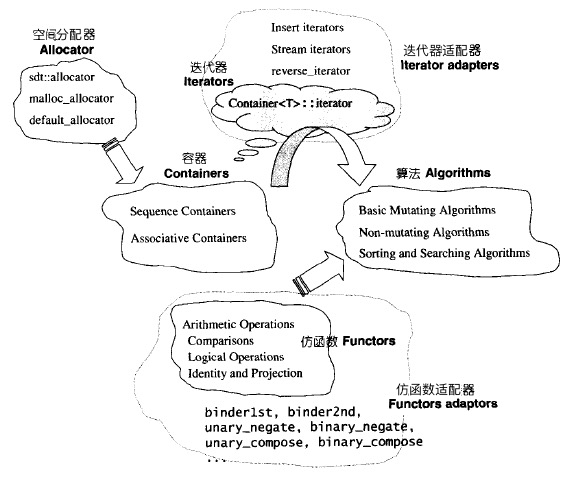 空间分配器
Allocator
sdt::allocator
malloc_allocator
default_allocator
迭代器
Iterators
Insert iterators
Stream iterators
reverse_iterator
Container<T>::iterator
迭代器适配器
Iterator adapters
容器
Containers
Sequence Containers
Associative Containers
算法 Algorithms
Basic Mutating Algorithms
Non-mutating Algorithms
Sorting and Searching Algorithms
Arithmetic Operations
Comparisons
Logical Operations
Identity and Projection
仿函数 Functors
binder1st, binder2nd,
unary_negate, binary_negate,
unary_compose, binary_compose
...
仿函数适配器
Functors adaptors